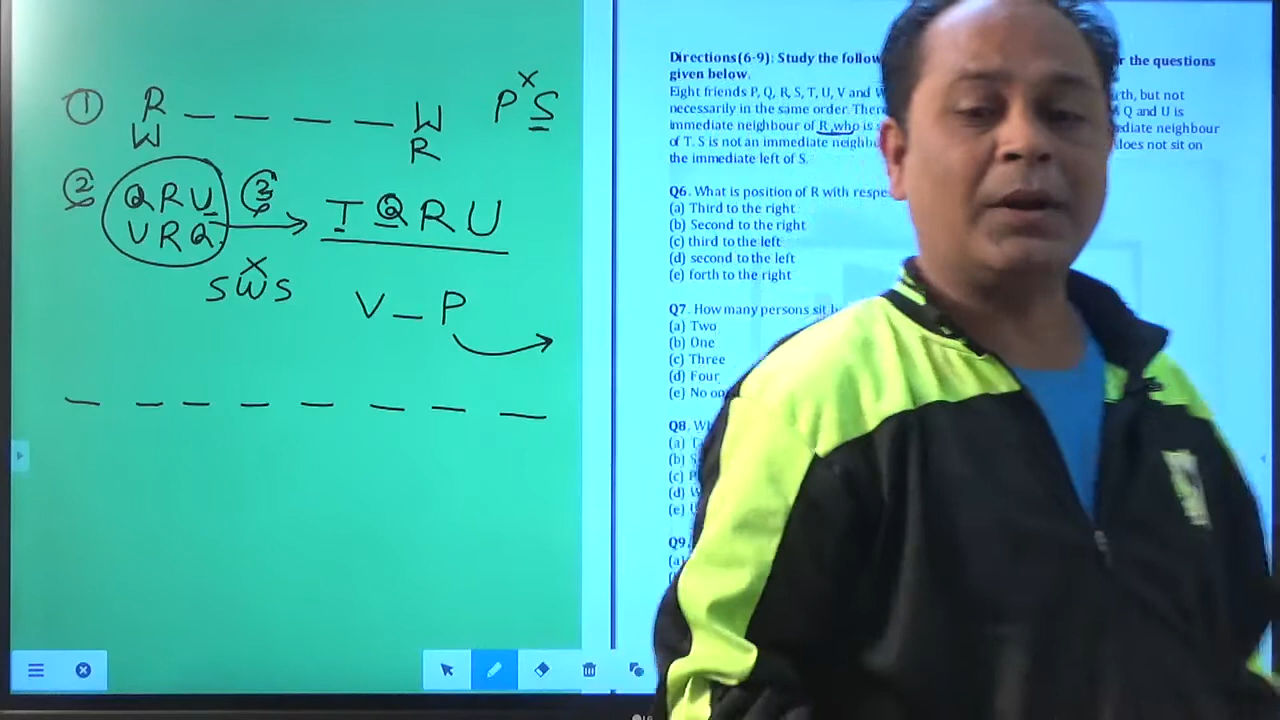 ① R _ _ _ _ W P S
W R x
② QRU ③ → T Q R U
URQ
x
SWS
V _ P
_ _ _ _ _ _ _ _
Directions(6-9): Study the follow r the questions
given below.
Eight friends P, Q, R, S, T, U, V and W rth, but not
necessarily in the same order. There Q and U is
immediate neighbour of R who is ediate neighbour
of T. S is not an immediate neighb does not sit on
the immediate left of S.
Q6. What is position of R with respe
(a) Third to the right
(b) Second to the right
(c) third to the left
(d) second to the left
(e) forth to the right
Q7. How many persons sit
(a) Two
(b) One
(c) Three
(d) Four
(e) No
Q8. W
(a) T
(b) S
(c) P
(d) W
(e)
Q9.
(a)